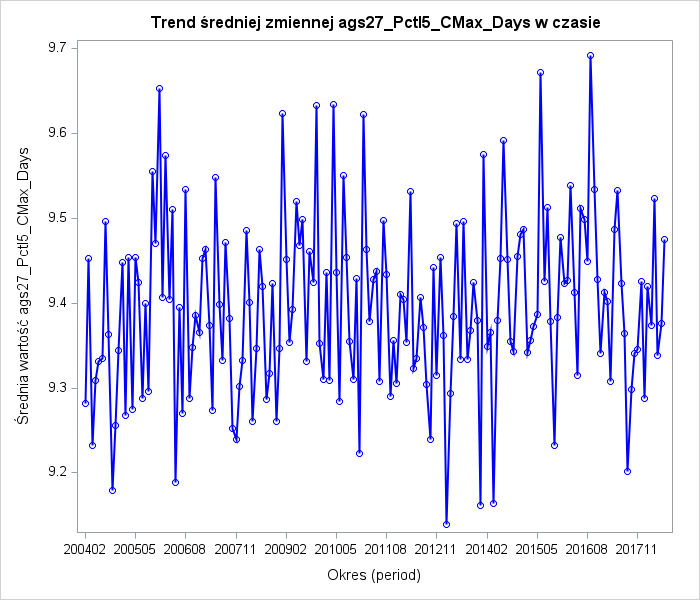 Trend średniej zmiennej ags27_Pctl5_CMax_Days w czasie
Średnia wartość ags27_Pctl5_CMax_Days
9.7
9.6
9.5
9.4
9.3
9.2
200402 200505 200608 200711 200902 201005 201108 201211 201402 201505 201608 201711
Okres (period)